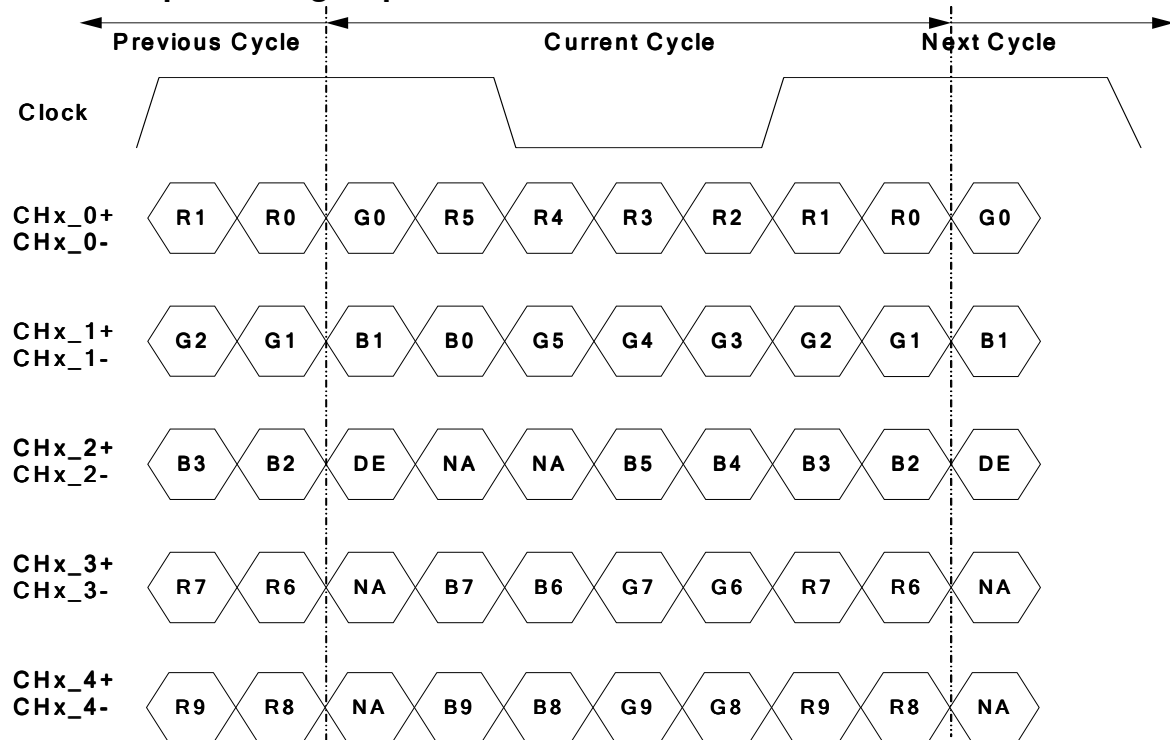 Previous Cycle Current Cycle Next Cycle
Clock
CHx_0+
CHx_0-
R1 R0 G0 R5 R4 R3 R2 R1 R0 G0
CHx_1+
CHx_1-
G2 G1 B1 B0 G5 G4 G3 G2 G1 B1
CHx_2+
CHx_2-
B3 B2 DE NA NA B5 B4 B3 B2 DE
CHx_3+
CHx_3-
R7 R6 NA B7 B6 G7 G6 R7 R6 NA
CHx_4+
CHx_4-
R9 R8 NA B9 B8 G9 G8 R9 R8 NA